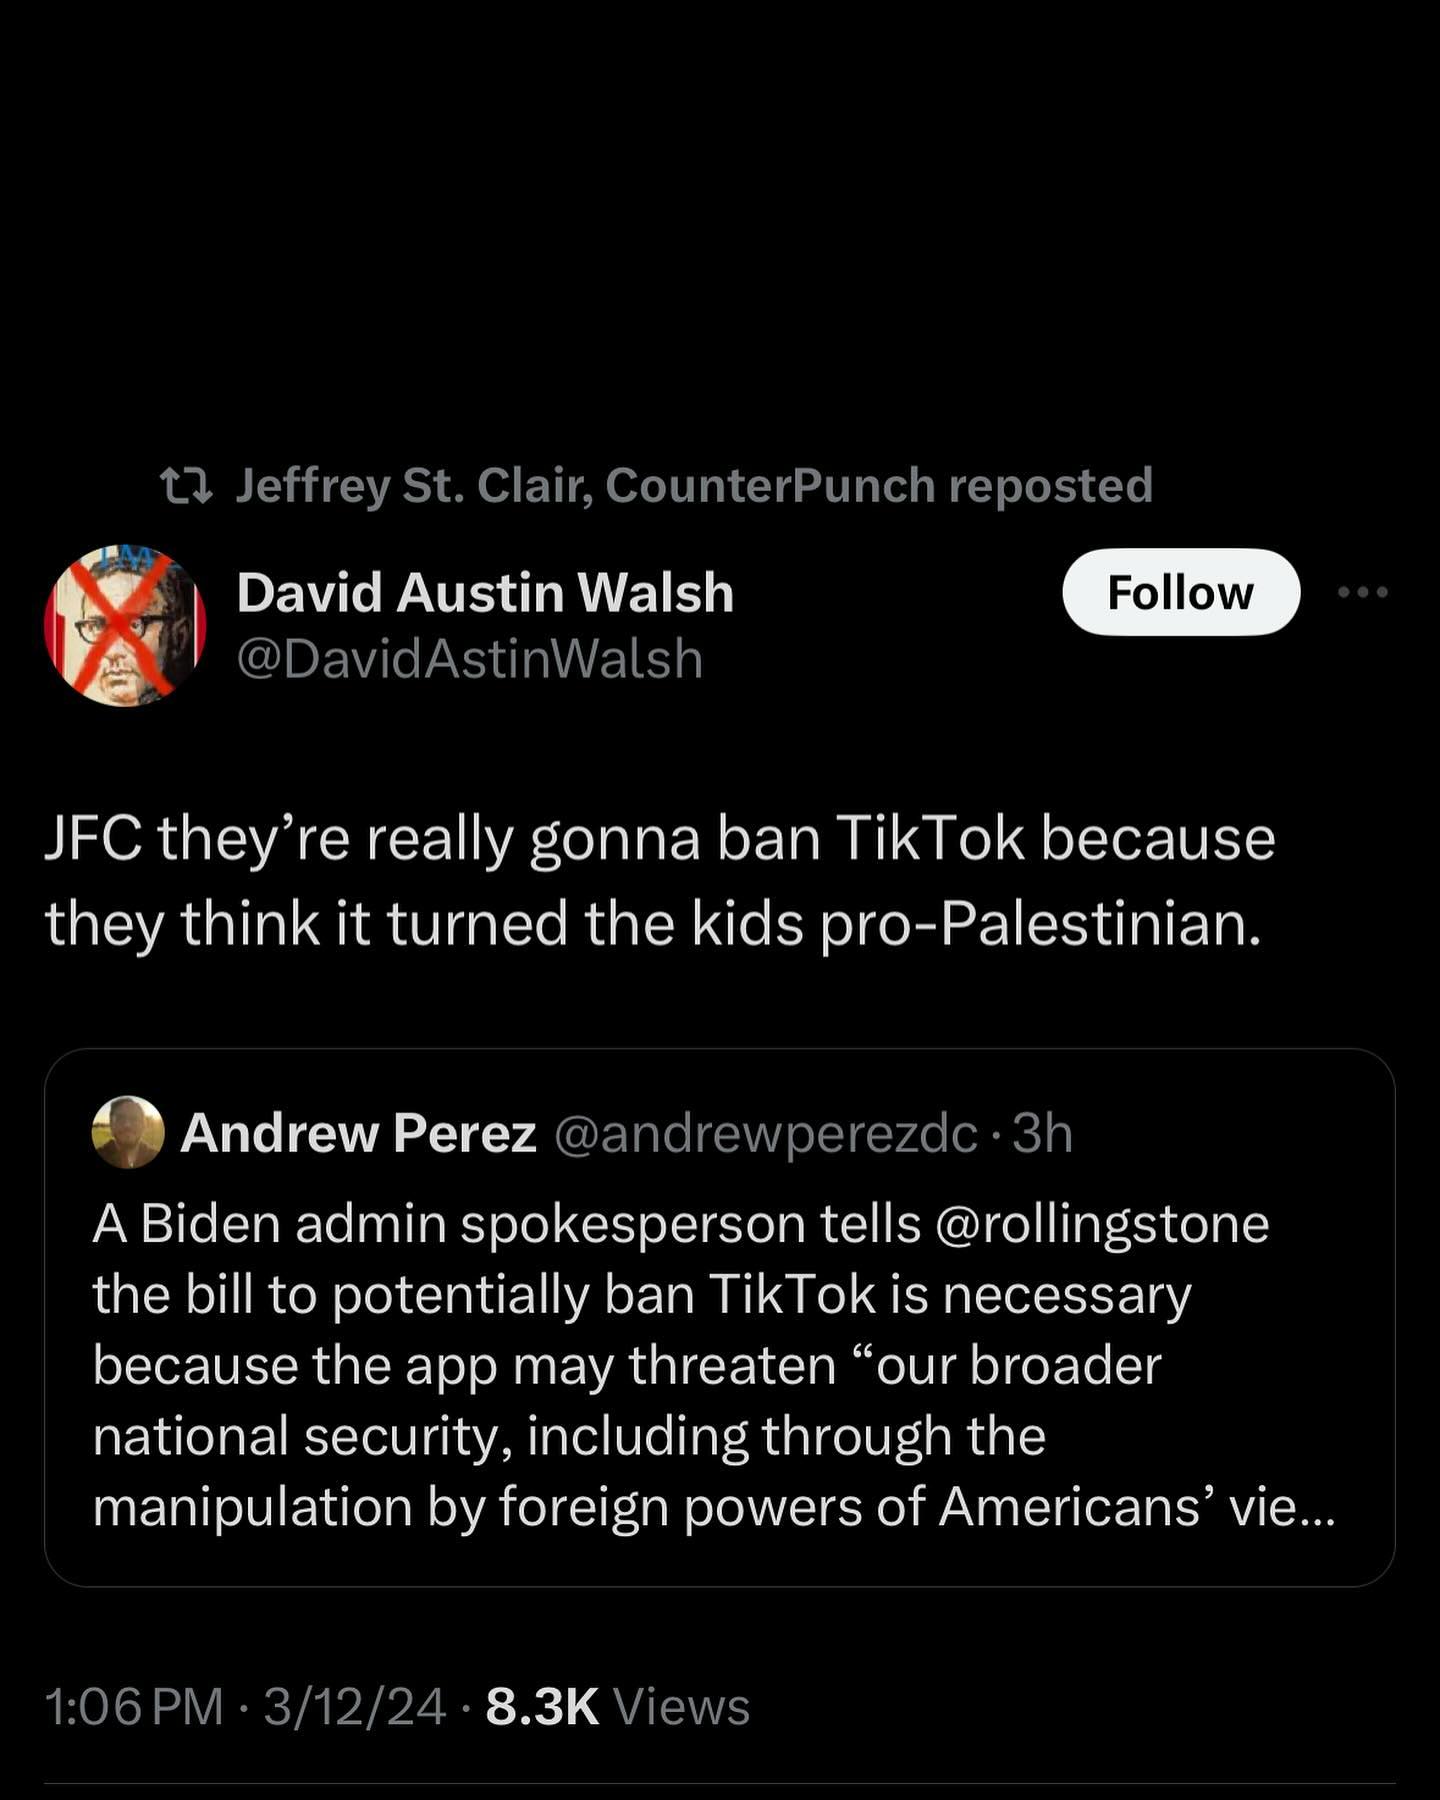 Jeffrey St. Clair, CounterPunch reposted
David Austin Walsh
Follow
@DavidAstinWalsh
JFC they’re really gonna ban TikTok because
they think it turned the kids pro-Palestinian.
Andrew Perez @andrewperezdc · 3h
A Biden admin spokesperson tells @rollingstone
the bill to potentially ban TikTok is necessary
because the app may threaten “our broader
national security, including through the
manipulation by foreign powers of Americans’ vie...
1:06 PM · 3/12/24 · 8.3K Views